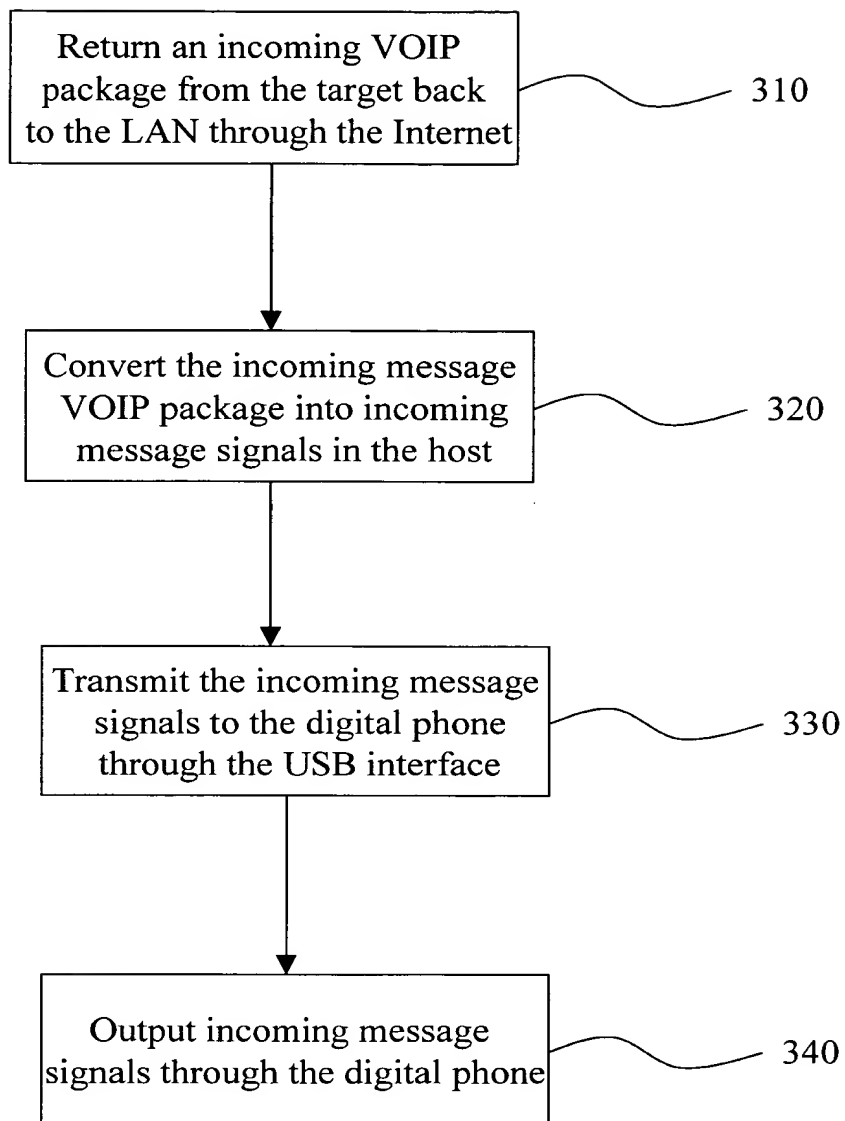 Return an incoming VOIP
package from the target back
to the LAN through the Internet
310
Convert the incoming message
VOIP package into incoming
message signals in the host
320
Transmit the incoming message
signals to the digital phone
through the USB interface
330
Output incoming message
signals through the digital phone
340